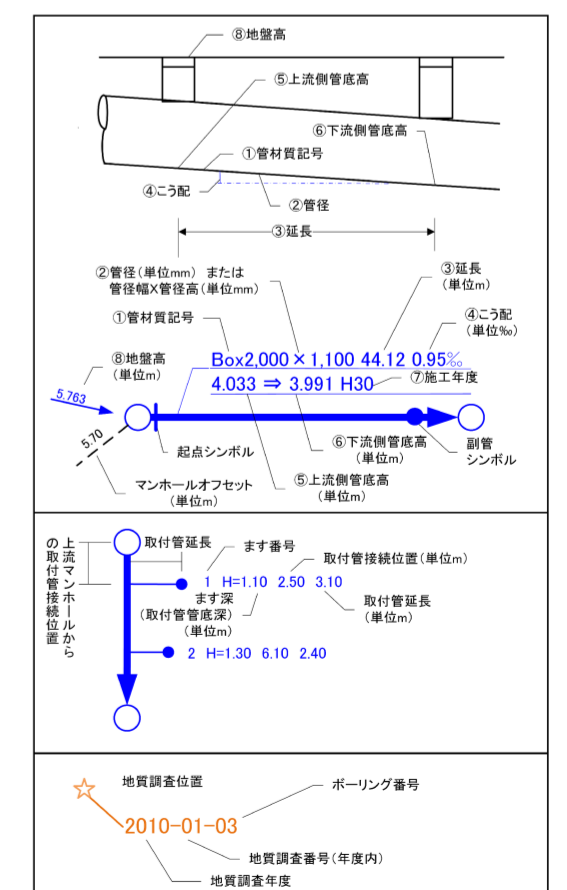 ⑧地盤高
⑤上流側管底高
⑥下流側管底高
①管材質記号
④こう配
②管径
③延長
②管径(単位mm) または
管径幅X管径高(単位mm)
③延長
(単位m)
①管材質記号
④こう配
(単位‰)
⑧地盤高
(単位m)
Box2,000×1,100 44.12 0.95‰
4.033 ⇒ 3.991 H30
⑦施工年度
5.763
5.70
起点シンボル
⑥下流側管底高
(単位m)
副管
シンボル
マンホールオフセット
(単位m)
⑤上流側管底高
(単位m)
上流マンホールから
の取付管接続位置
取付管延長
ます番号
取付管接続位置(単位m)
1 H=1.10 2.50 3.10
ます深
(取付管管底深)
(単位m)
取付管延長
(単位m)
2 H=1.30 6.10 2.40
地質調査位置
ボーリング番号
2010-01-03
地質調査番号(年度内)
地質調査年度